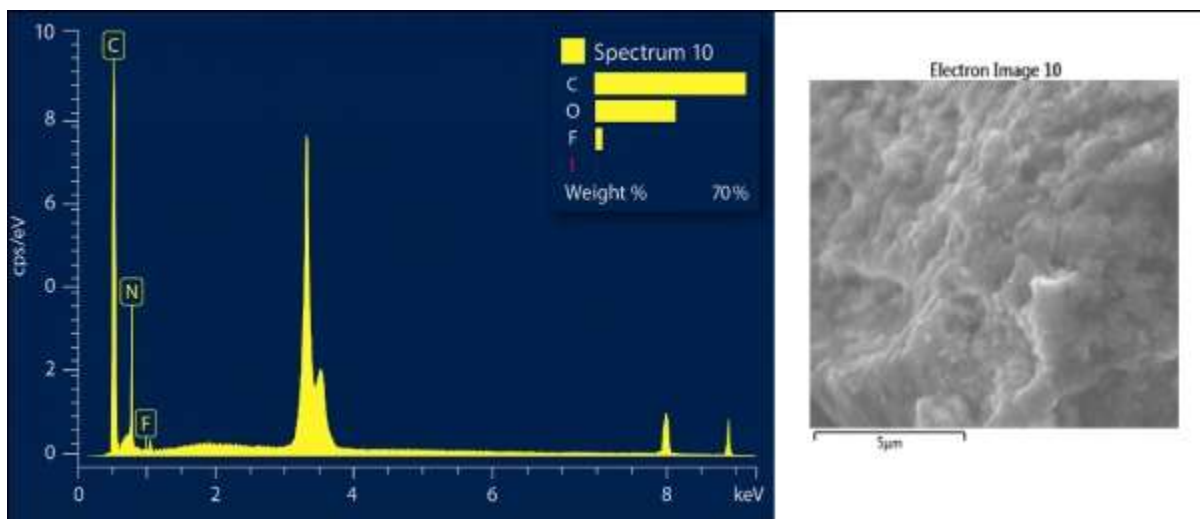 10
8
6
0
2
0
cps/eV
C
N
F
0
2
4
6
8
keV
Spectrum 10
C
O
F
I
Weight %
70%
Electron Image 10
5μm